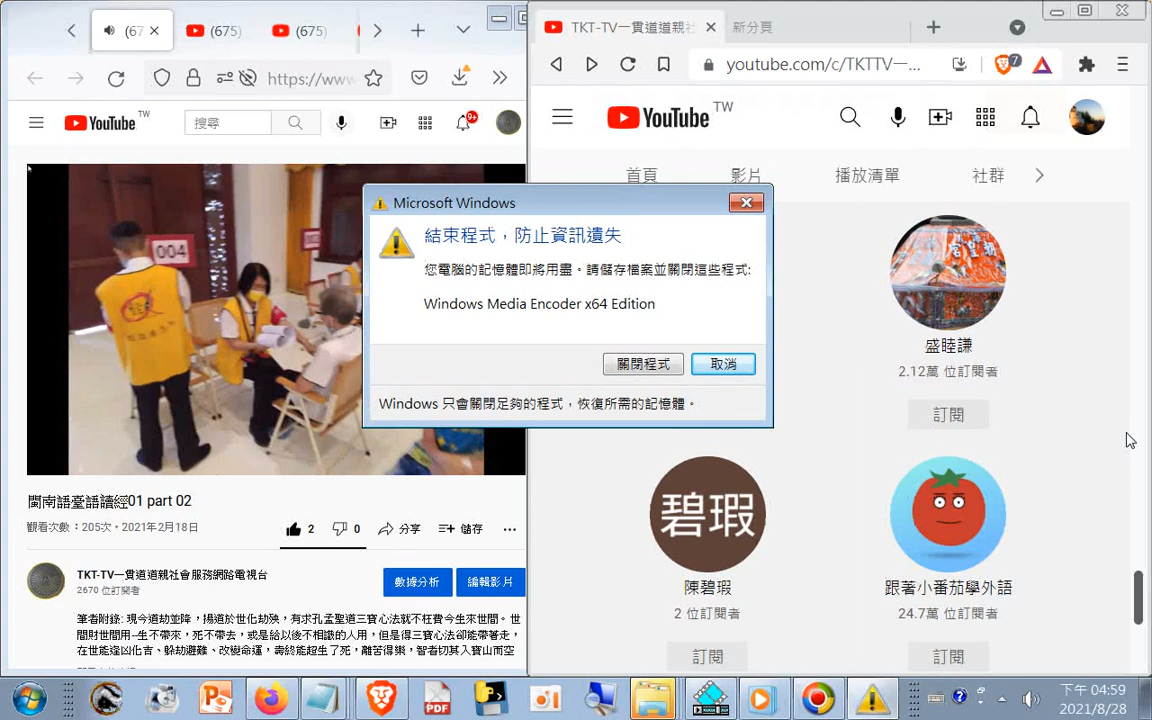 (67
(675)
(675)
https://www
YouTube TW
搜尋
9+
004
閩南語臺語讀經01 part 02
觀看次數：205次・2021年2月18日
2
0
分享
儲存
TKT-TV一貫道道親社會服務網路電視台
2670 位訂閱者
數據分析
編輯影片
筆者附錄: 現今道劫並降，揚道於世化劫殃，有求孔孟聖道三寶心法就不枉費今生來世間。世
間財世間用--生不帶來，死不帶去，或是給以後不相識的人用，但是得三寶心法卻能帶著走，
在世能逢凶化吉、躲劫避難、改變命運，壽終能超生了死，離苦得樂，智者切莫入寶山而空
TKT-TV一貫道道親社
新分頁
youtube.com/c/TKTTV一...
7
YouTube TW
首頁
影片
播放清單
社群
盛睦謙
2.12萬 位訂閱者
訂閱
碧瑕
陳碧瑕
2 位訂閱者
訂閱
跟著小番茄學外語
24.7萬 位訂閱者
訂閱
Microsoft Windows
結束程式，防止資訊遺失
您電腦的記憶體即將用盡。請儲存檔案並關閉這些程式:
Windows Media Encoder x64 Edition
關閉程式
取消
Windows 只會關閉足夠的程式，恢復所需的記憶體。
PDF
下午 04:59
2021/8/28